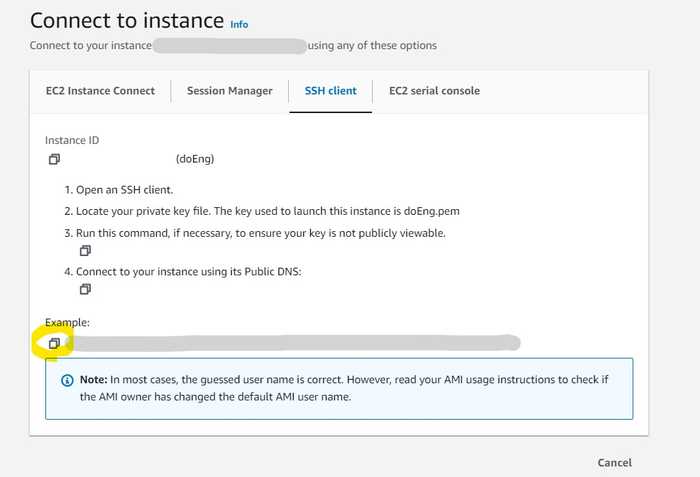 Connect to instance Info
Connect to your instance using any of these options
EC2 Instance Connect Session Manager SSH client EC2 serial console
Instance ID
(doEng)
1. Open an SSH client.
2. Locate your private key file. The key used to launch this instance is doEng.pem
3. Run this command, if necessary, to ensure your key is not publicly viewable.
4. Connect to your instance using its Public DNS:
Example:
Note: In most cases, the guessed user name is correct. However, read your AMI usage instructions to check if
the AMI owner has changed the default AMI user name.
Cancel